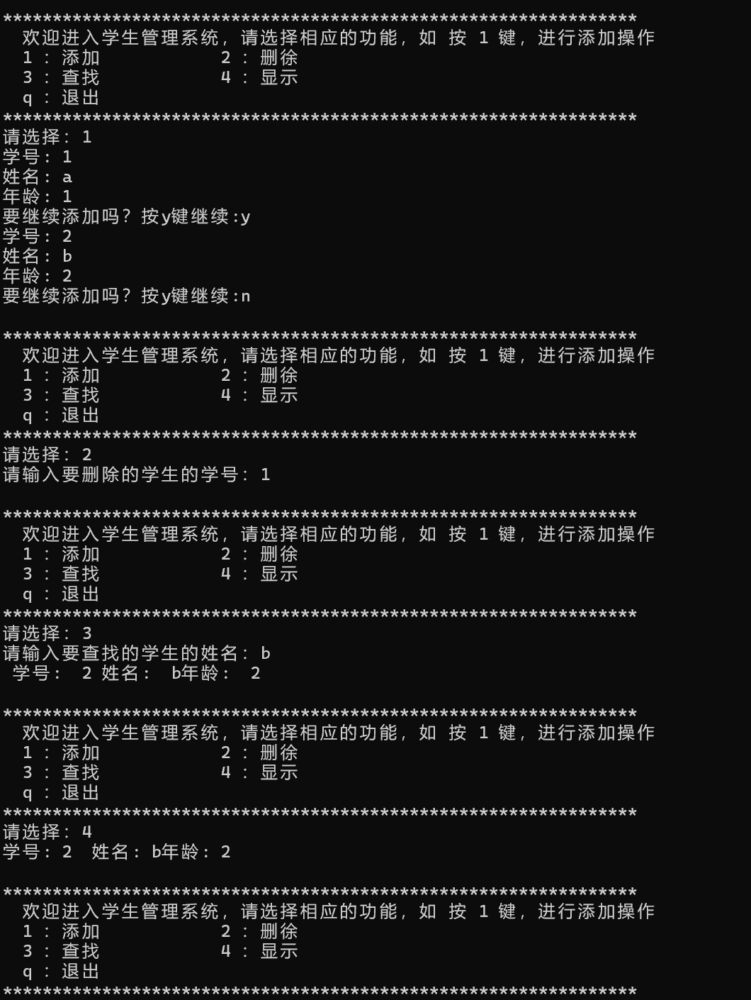 ****************************************************************
  欢迎进入学生管理系统，请选择相应的功能，如 按 1 键，进行添加操作
  1 : 添加            2 : 删徐
  3 : 查找            4 : 显示
  q : 退出
****************************************************************
请选择: 1
学号: 1
姓名: a
年龄: 1
要继续添加吗？按y键继续:y
学号: 2
姓名: b
年龄: 2
要继续添加吗？按y键继续:n

****************************************************************
  欢迎进入学生管理系统，请选择相应的功能，如 按 1 键，进行添加操作
  1 : 添加            2 : 删徐
  3 : 查找            4 : 显示
  q : 退出
****************************************************************
请选择: 2
请输入要删除的学生的学号: 1

****************************************************************
  欢迎进入学生管理系统，请选择相应的功能，如 按 1 键，进行添加操作
  1 : 添加            2 : 删徐
  3 : 查找            4 : 显示
  q : 退出
****************************************************************
请选择: 3
请输入要查找的学生的姓名: b
 学号:  2 姓名:  b年龄:  2

****************************************************************
  欢迎进入学生管理系统，请选择相应的功能，如 按 1 键，进行添加操作
  1 : 添加            2 : 删徐
  3 : 查找            4 : 显示
  q : 退出
****************************************************************
请选择: 4
学号: 2  姓名: b年龄: 2

****************************************************************
  欢迎进入学生管理系统，请选择相应的功能，如 按 1 键，进行添加操作
  1 : 添加            2 : 删徐
  3 : 查找            4 : 显示
  q : 退出
****************************************************************